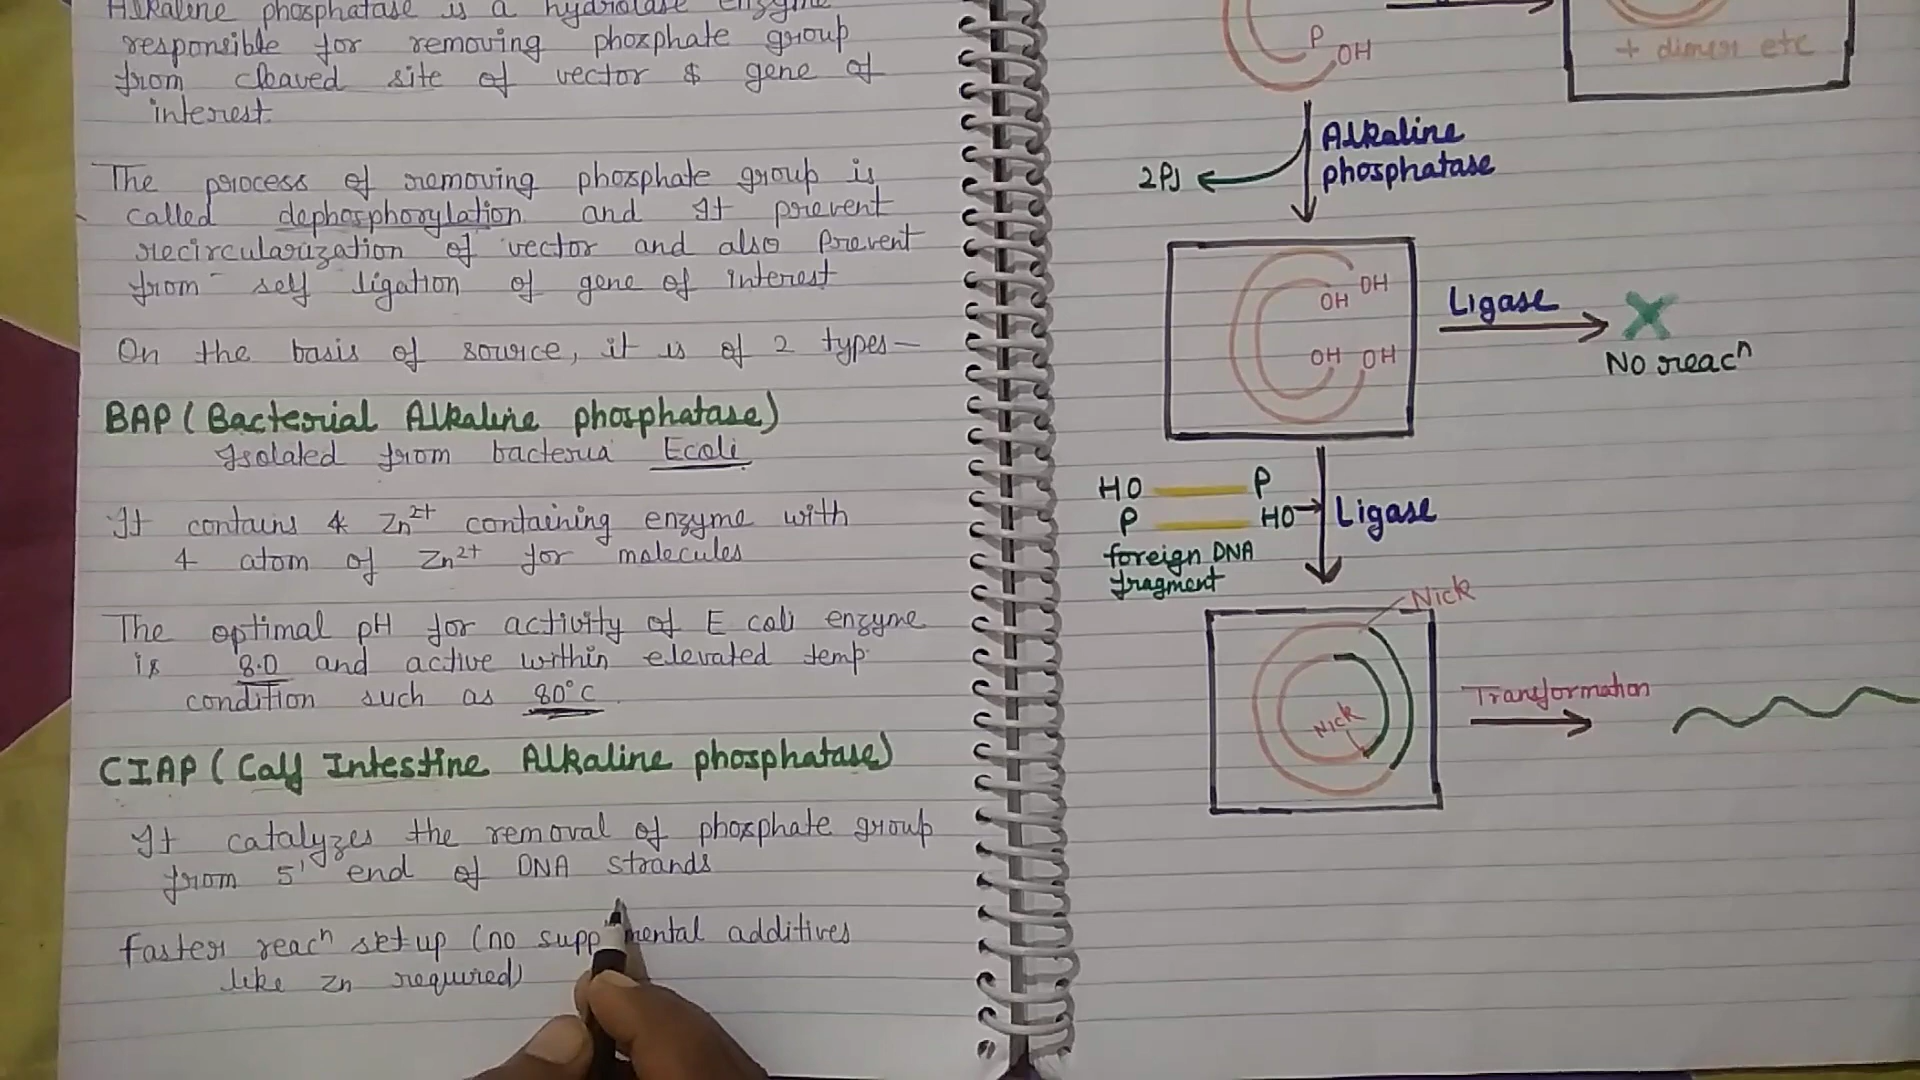 Alkaline phosphatase is a hydrolase enzyme
responsible for removing phosphate group
from cleaved site of vector & gene of
interest.
The process of removing phosphate group is
called dephosphorylation and It prevent
recircularization of vector and also prevent
from self ligation of gene of interest
On the basis of source, it is of 2 types—
BAP (Bacterial Alkaline phosphatase)
Isolated from bacteria Ecoli
It contains 4 Zn²⁺ containing enzyme with
4 atom of Zn²⁺ for molecules
The optimal pH for activity of E coli enzyme
is 8.0 and active within elevated temp.
condition such as 80°C.
CIAP (Calf Intestine Alkaline phosphatase)
It catalyzes the removal of phosphate group
from 5' end of DNA strands
faster reacⁿ set up (no supplemental additives
like Zn required)
P
OH
+ dimer etc
Alkaline
phosphatase
2Pi
OH
OH
OH OH
Ligase
No reacⁿ
HO P
P HO
Ligase
foreign DNA
fragment
Nick
Nick
Transformation